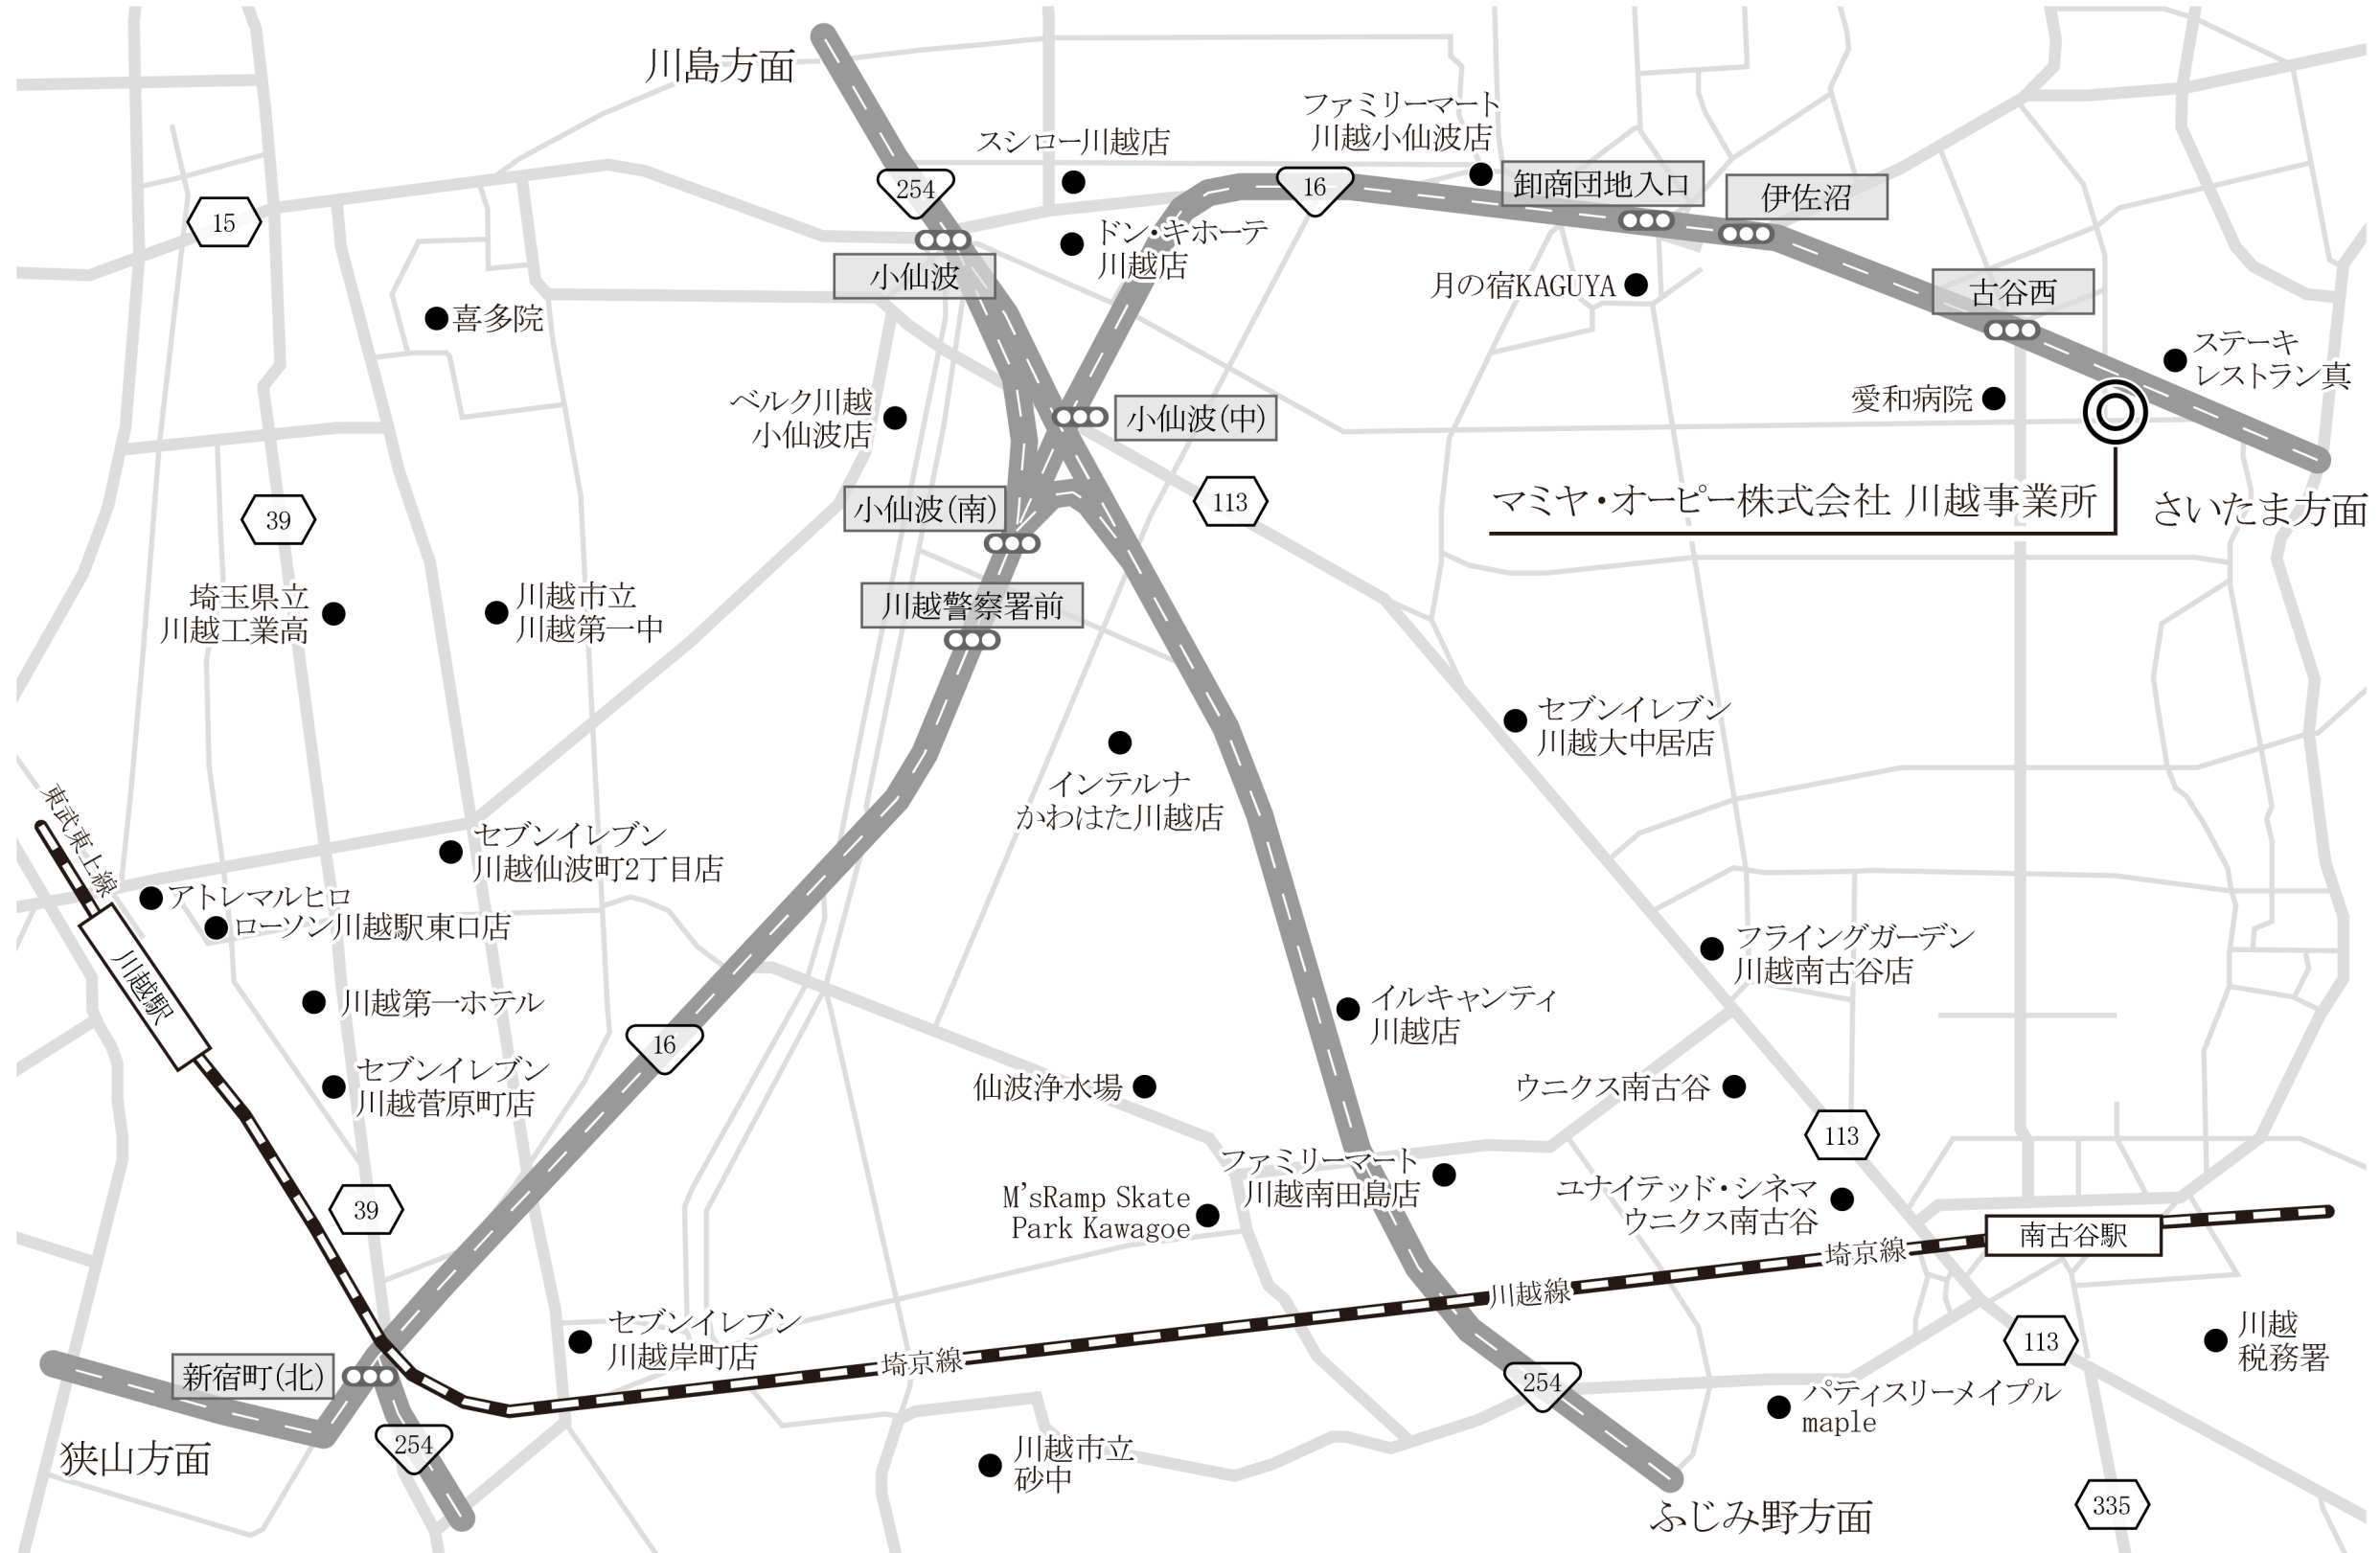 川島方面
ファミリーマート
川越小仙波店
スシロー川越店
卸商団地入口
伊佐沼
254
16
15
ドン・キホーテ
川越店
小仙波
月の宿KAGUYA
古谷西
喜多院
ステーキ
レストラン真
ベルク川越
小仙波店
小仙波(中)
愛和病院
小仙波(南)
113
マミヤ・オーピー株式会社 川越事業所
さいたま方面
39
埼玉県立
川越工業高
川越市立
川越第一中
川越警察署前
セブンイレブン
川越大中居店
インテルナ
かわはた川越店
東武東上線
セブンイレブン
川越仙波町2丁目店
アトレマルヒロ
ローソン川越駅東口店
川越駅
フライングガーデン
川越南古谷店
川越第一ホテル
イルキャンティ
川越店
16
セブンイレブン
川越菅原町店
仙波浄水場
ウニクス南古谷
113
ファミリーマート
川越南田島店
ユナイテッド・シネマ
ウニクス南古谷
M'sRamp Skate
Park Kawagoe
39
南古谷駅
埼京線
川越線
セブンイレブン
川越岸町店
埼京線
113
川越
税務署
新宿町(北)
254
パティスリーメイプル
maple
狭山方面
254
川越市立
砂中
335
ふじみ野方面